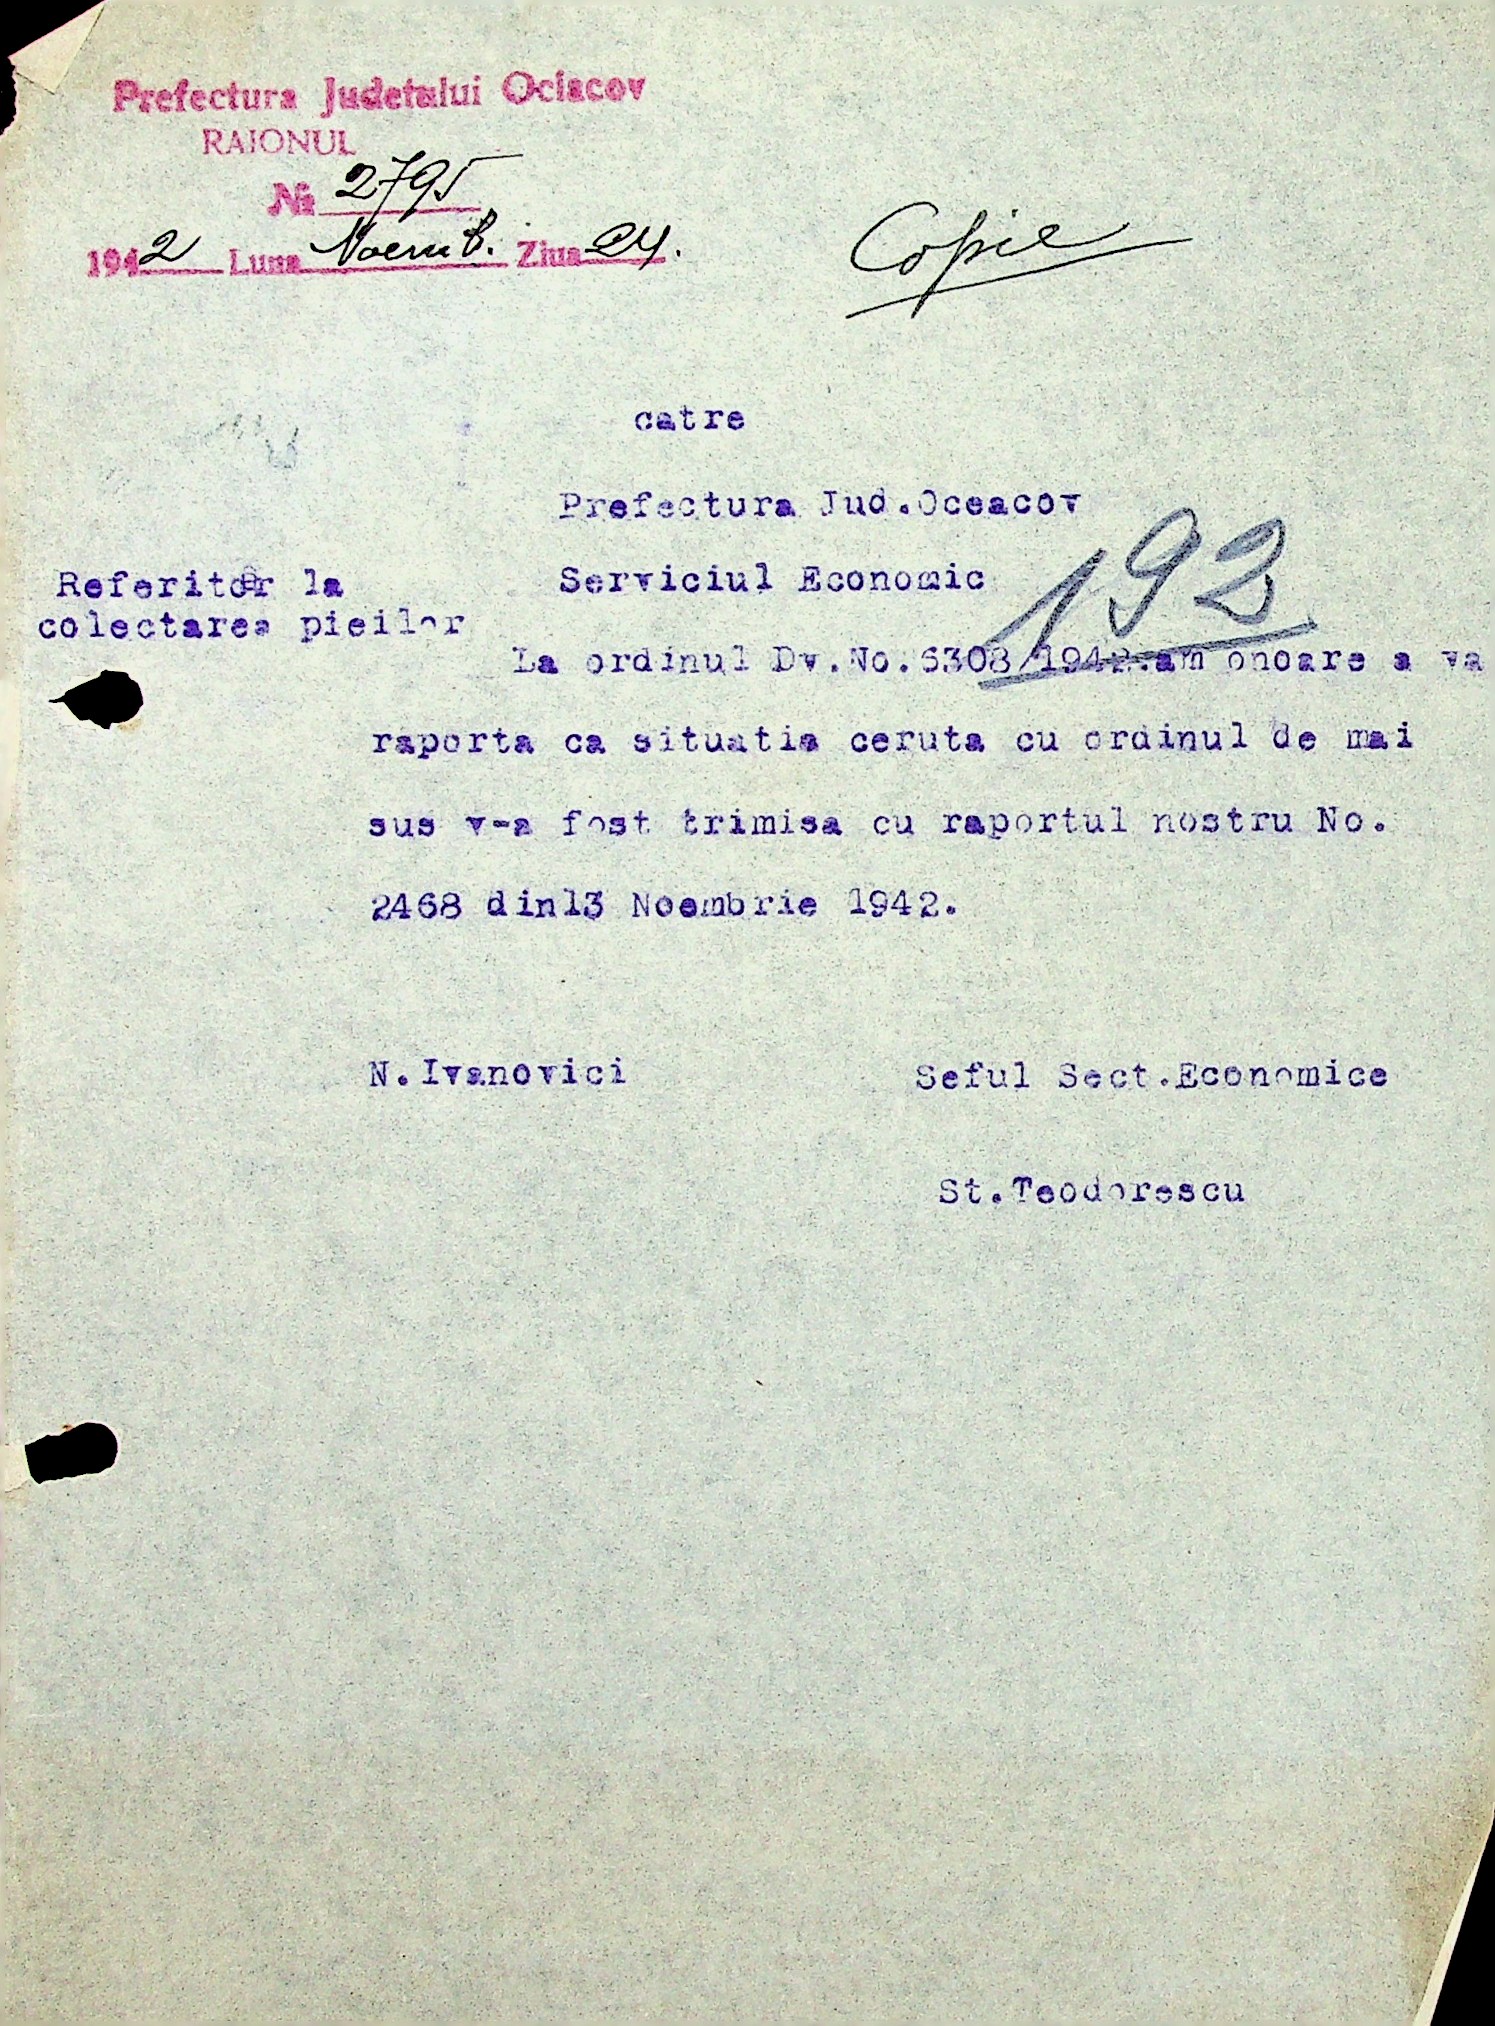 Prefectura Judetului Ociacov
RAIONUL
№ 2795
1942 Luna Noemb. Ziua 24.
Copie
catre
Prefectura Jud.Oceacov
Serviciul Economic
192
Referitor la
colectarea pieilor
La ordinul Dv.No.6308/1942.am onoare a va
raporta ca situatia ceruta cu ordinul de mai
sus v-a fost trimisa cu raportul nostru No.
2468 din13 Noembrie 1942.
N.Ivanovici
Seful Sect.Economice
St.Teodorescu